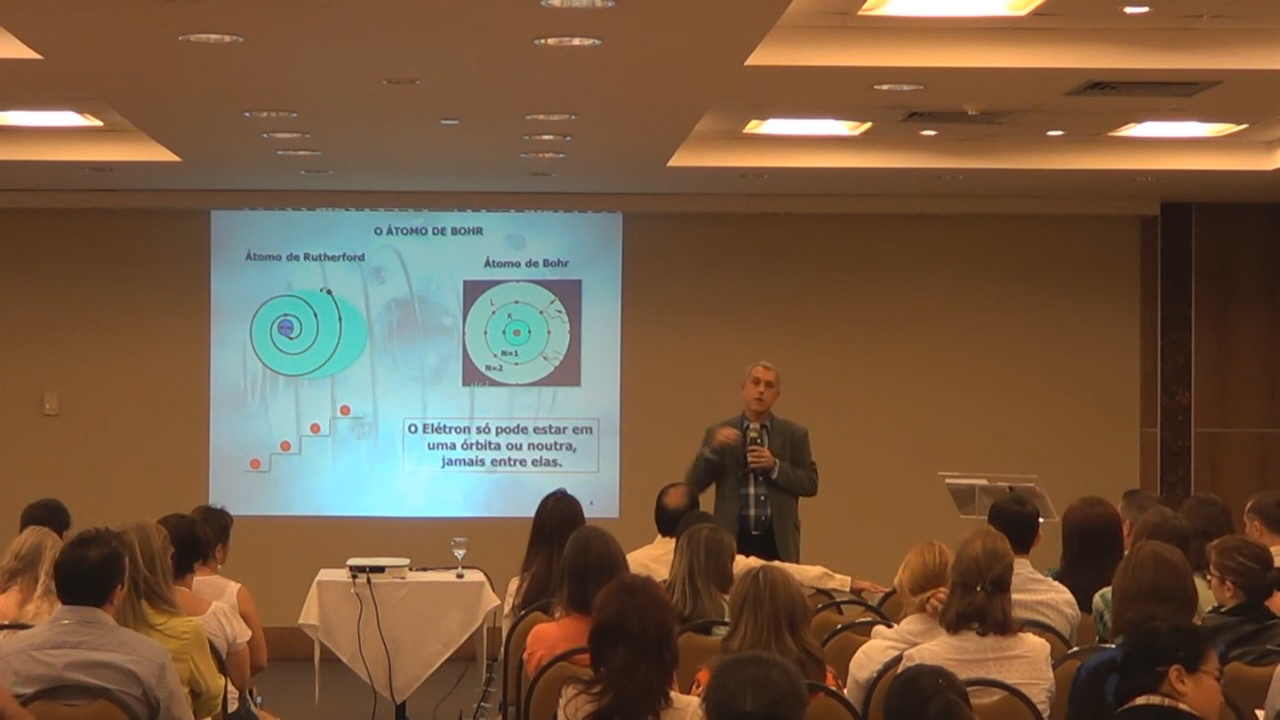 O ÁTOMO DE BOHR
Átomo de Rutherford
Átomo de Bohr
L
K
N=1
N=2
O Elétron só pode estar em
uma órbita ou noutra,
jamais entre elas.